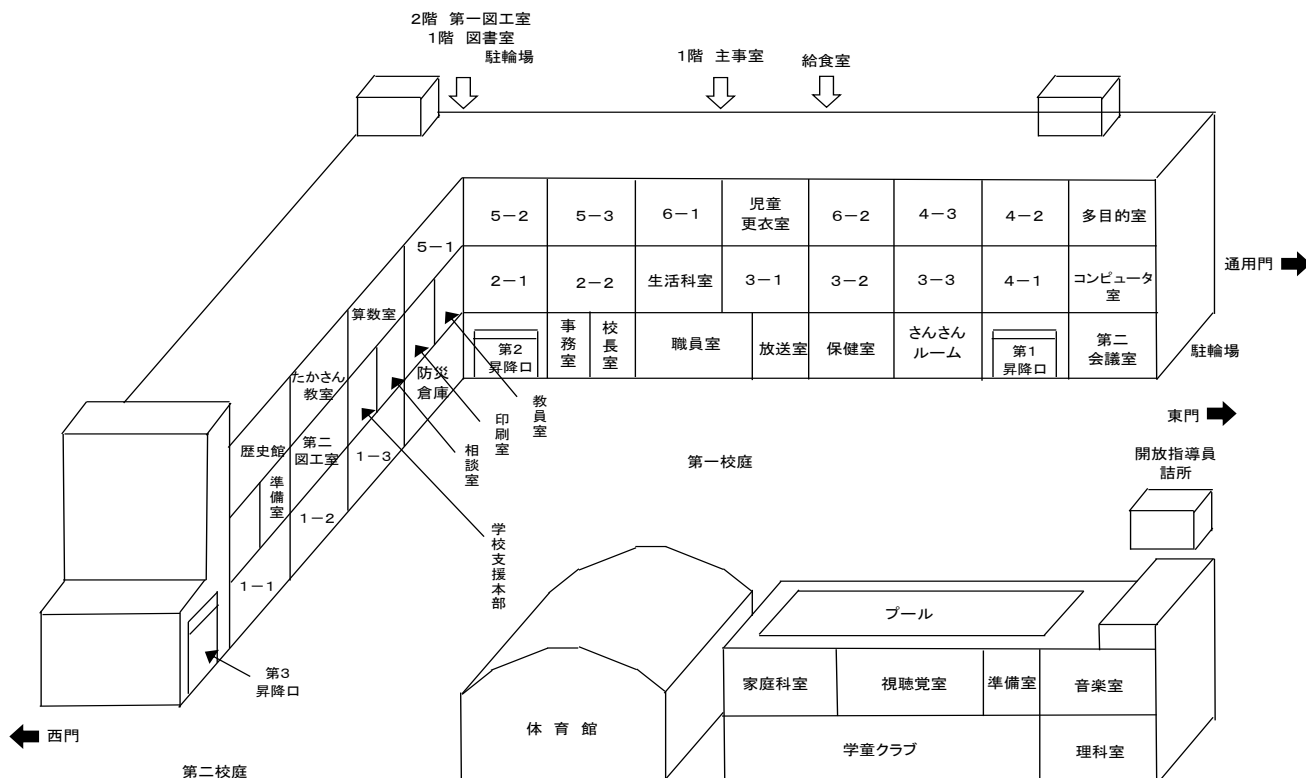 2階 第一図工室
1階 図書室
駐輪場
1階 主事室
給食室
5－2
5－3
6－1
児童
更衣室
6－2
4－3
4－2
多目的室
5－1
2－1
2－2
生活科室
3－1
3－2
3－3
4－1
コンピュータ
室
通用門
算数室
第2
昇降口
事務室
校長室
職員室
放送室
保健室
さんさん
ルーム
第1
昇降口
第二
会議室
駐輪場
たかさん
教室
防災
倉庫
教員室
印刷室
相談室
学校支援本部
東門
歴史館
準備室
第二
図工室
1－3
1－2
1－1
第一校庭
開放指導員
詰所
第3
昇降口
プール
家庭科室
視聴覚室
準備室
音楽室
体 育 館
学童クラブ
理科室
西門
第二校庭